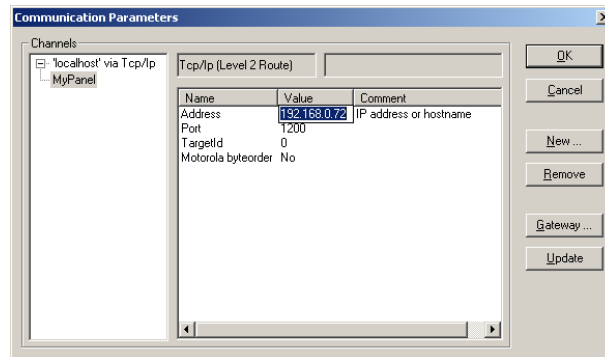 Communication Parameters
Channels
'localhost' via Tcp/Ip
MyPanel
Tcp/Ip (Level 2 Route)
Name Value Comment
Address 192.168.0.72 IP address or hostname
Port 1200
TargetId 0
Motorola byteorder No
OK
Cancel
New ...
Remove
Gateway ...
Update